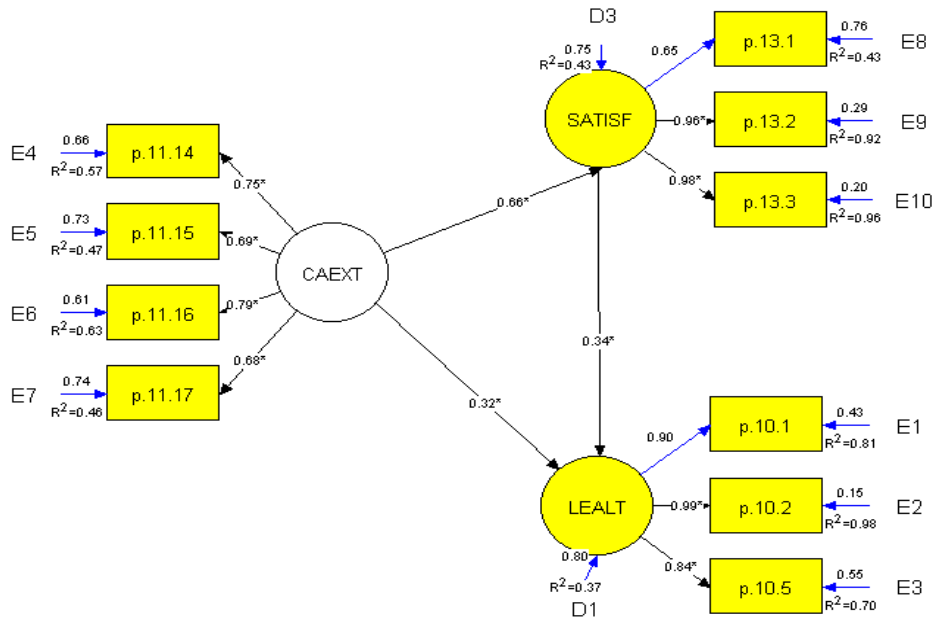 D3
0.75
R²=0.43
SATISF
0.65
p.13.1
0.76
R²=0.43
E8
0.96*
p.13.2
0.29
R²=0.92
E9
0.98*
p.13.3
0.20
R²=0.96
E10
E4
0.66
R²=0.57
p.11.14
0.75*
E5
0.73
R²=0.47
p.11.15
0.69*
E6
0.61
R²=0.63
p.11.16
0.79*
E7
0.74
R²=0.46
p.11.17
0.68*
CAEXT
0.66*
0.34*
0.32*
LEALT
0.80
R²=0.37
D1
0.90
p.10.1
0.43
R²=0.81
E1
0.99*
p.10.2
0.15
R²=0.98
E2
0.84*
p.10.5
0.55
R²=0.70
E3